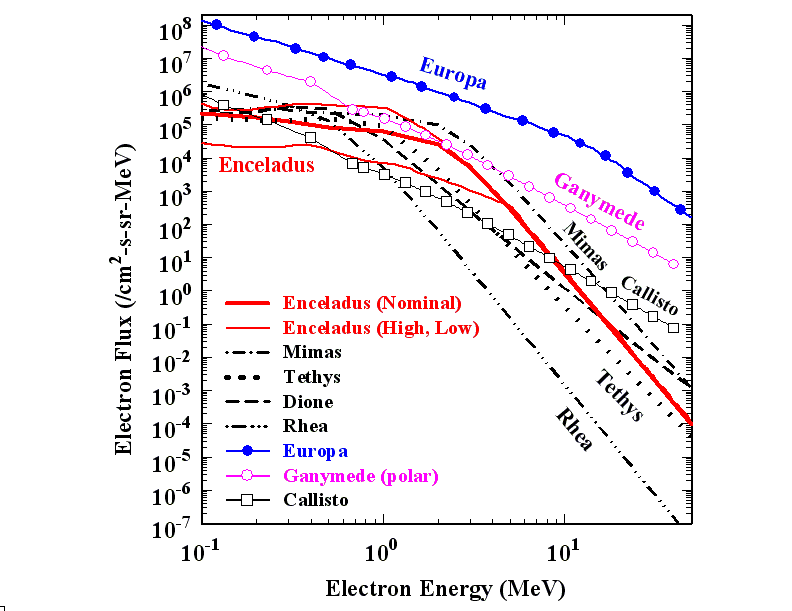 10^8
10^7
10^6
10^5
10^4
10^3
10^2
10^1
10^0
10^-1
10^-2
10^-3
10^-4
10^-5
10^-6
10^-7
Electron Flux (/cm^2-s-sr-MeV)
Europa
Enceladus
Ganymede
Mimas
Callisto
Tethys
Rhea
Enceladus (Nominal)
Enceladus (High, Low)
Mimas
Tethys
Dione
Rhea
Europa
Ganymede (polar)
Callisto
10^-1
10^0
10^1
Electron Energy (MeV)